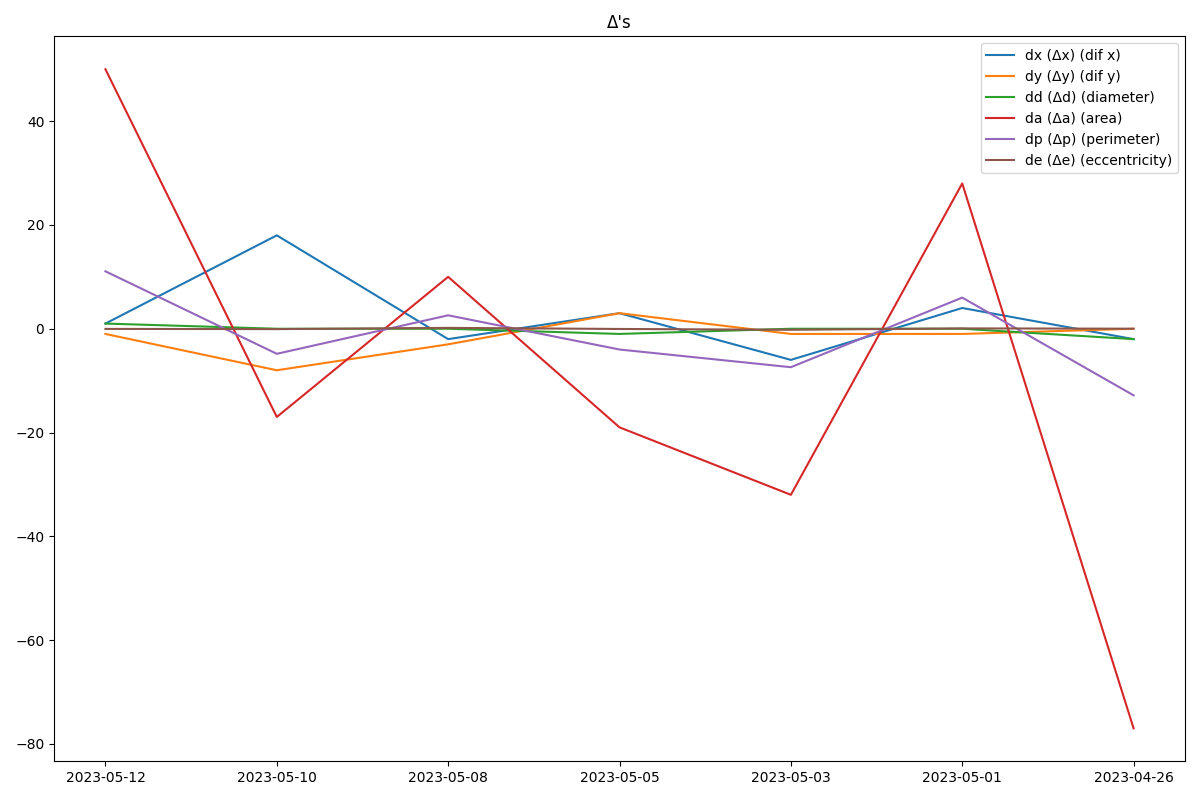 Δ's
dx (Δx) (dif x)
dy (Δy) (dif y)
dd (Δd) (diameter)
da (Δa) (area)
dp (Δp) (perimeter)
de (Δe) (eccentricity)
40
20
0
−20
−40
−60
−80
2023-05-12 2023-05-10 2023-05-08 2023-05-05 2023-05-03 2023-05-01 2023-04-26